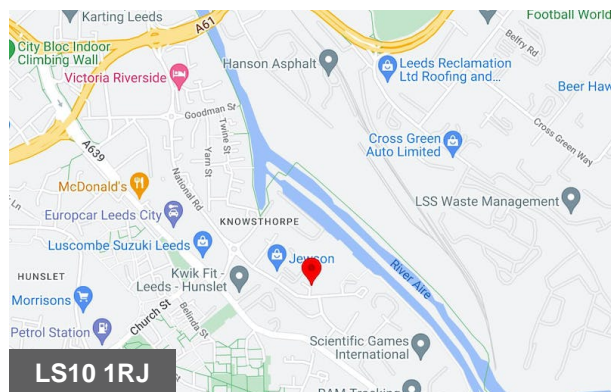 Karting Leeds
A61
Football World
City Bloc Indoor
Climbing Wall
Hanson Asphalt
Belfry Rd
Victoria Riverside
Leeds Reclamation
Ltd Roofing and...
Beer Haw
Goodman St
Twine St
Cross Green Way
A639
Yarn St
Cross Green
Auto Limited
McDonald's
National Rd
LSS Waste Management
Europcar Leeds City
KNOWSTHORPE
Luscombe Suzuki Leeds
Jewson
River Aire
HUNSLET
Kwik Fit -
Leeds - Hunslet
Morrisons
Church St
Belinda St
Petrol Station
Scientific Games
International
LS10 1RJ
RAM Tracking